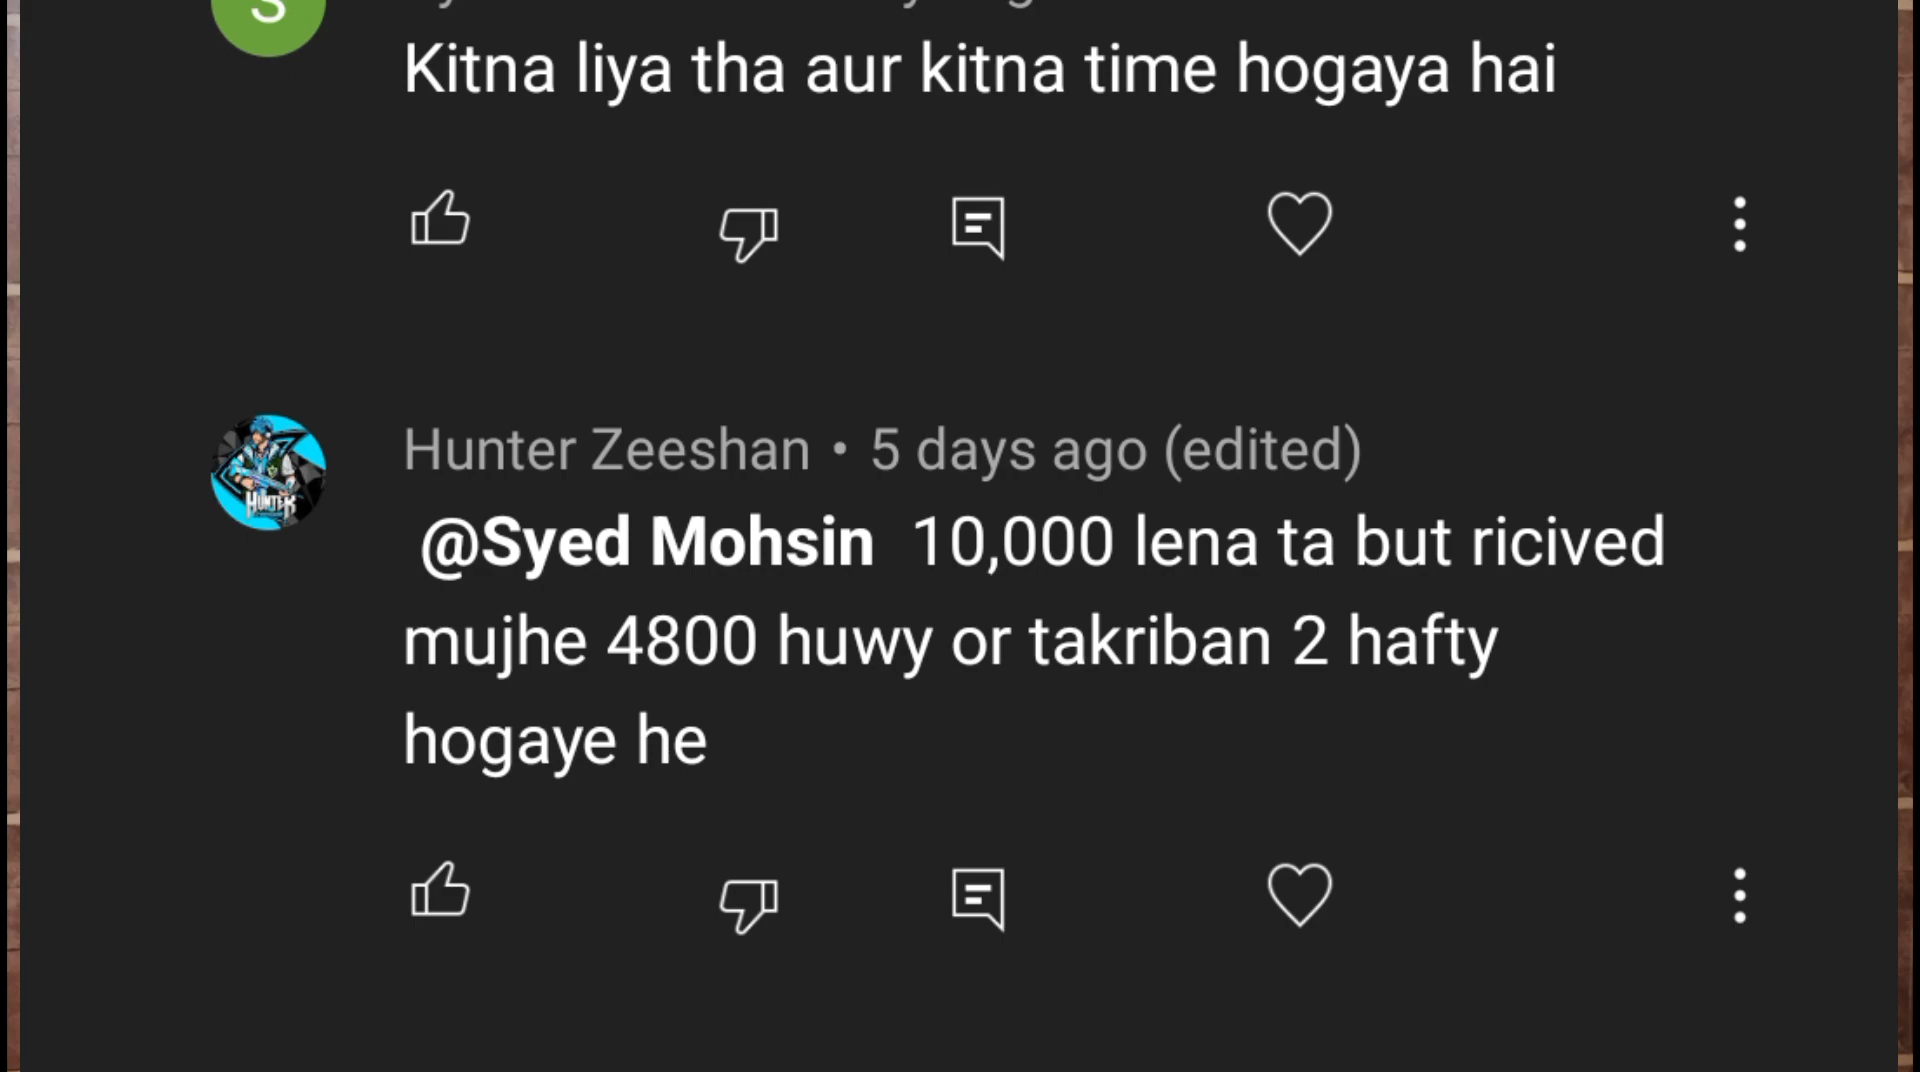 S
Kitna liya tha aur kitna time hogaya hai
Hunter Zeeshan • 5 days ago (edited)
@Syed Mohsin 10,000 lena ta but ricived
mujhe 4800 huwy or takriban 2 hafty
hogaye he
HUNTER